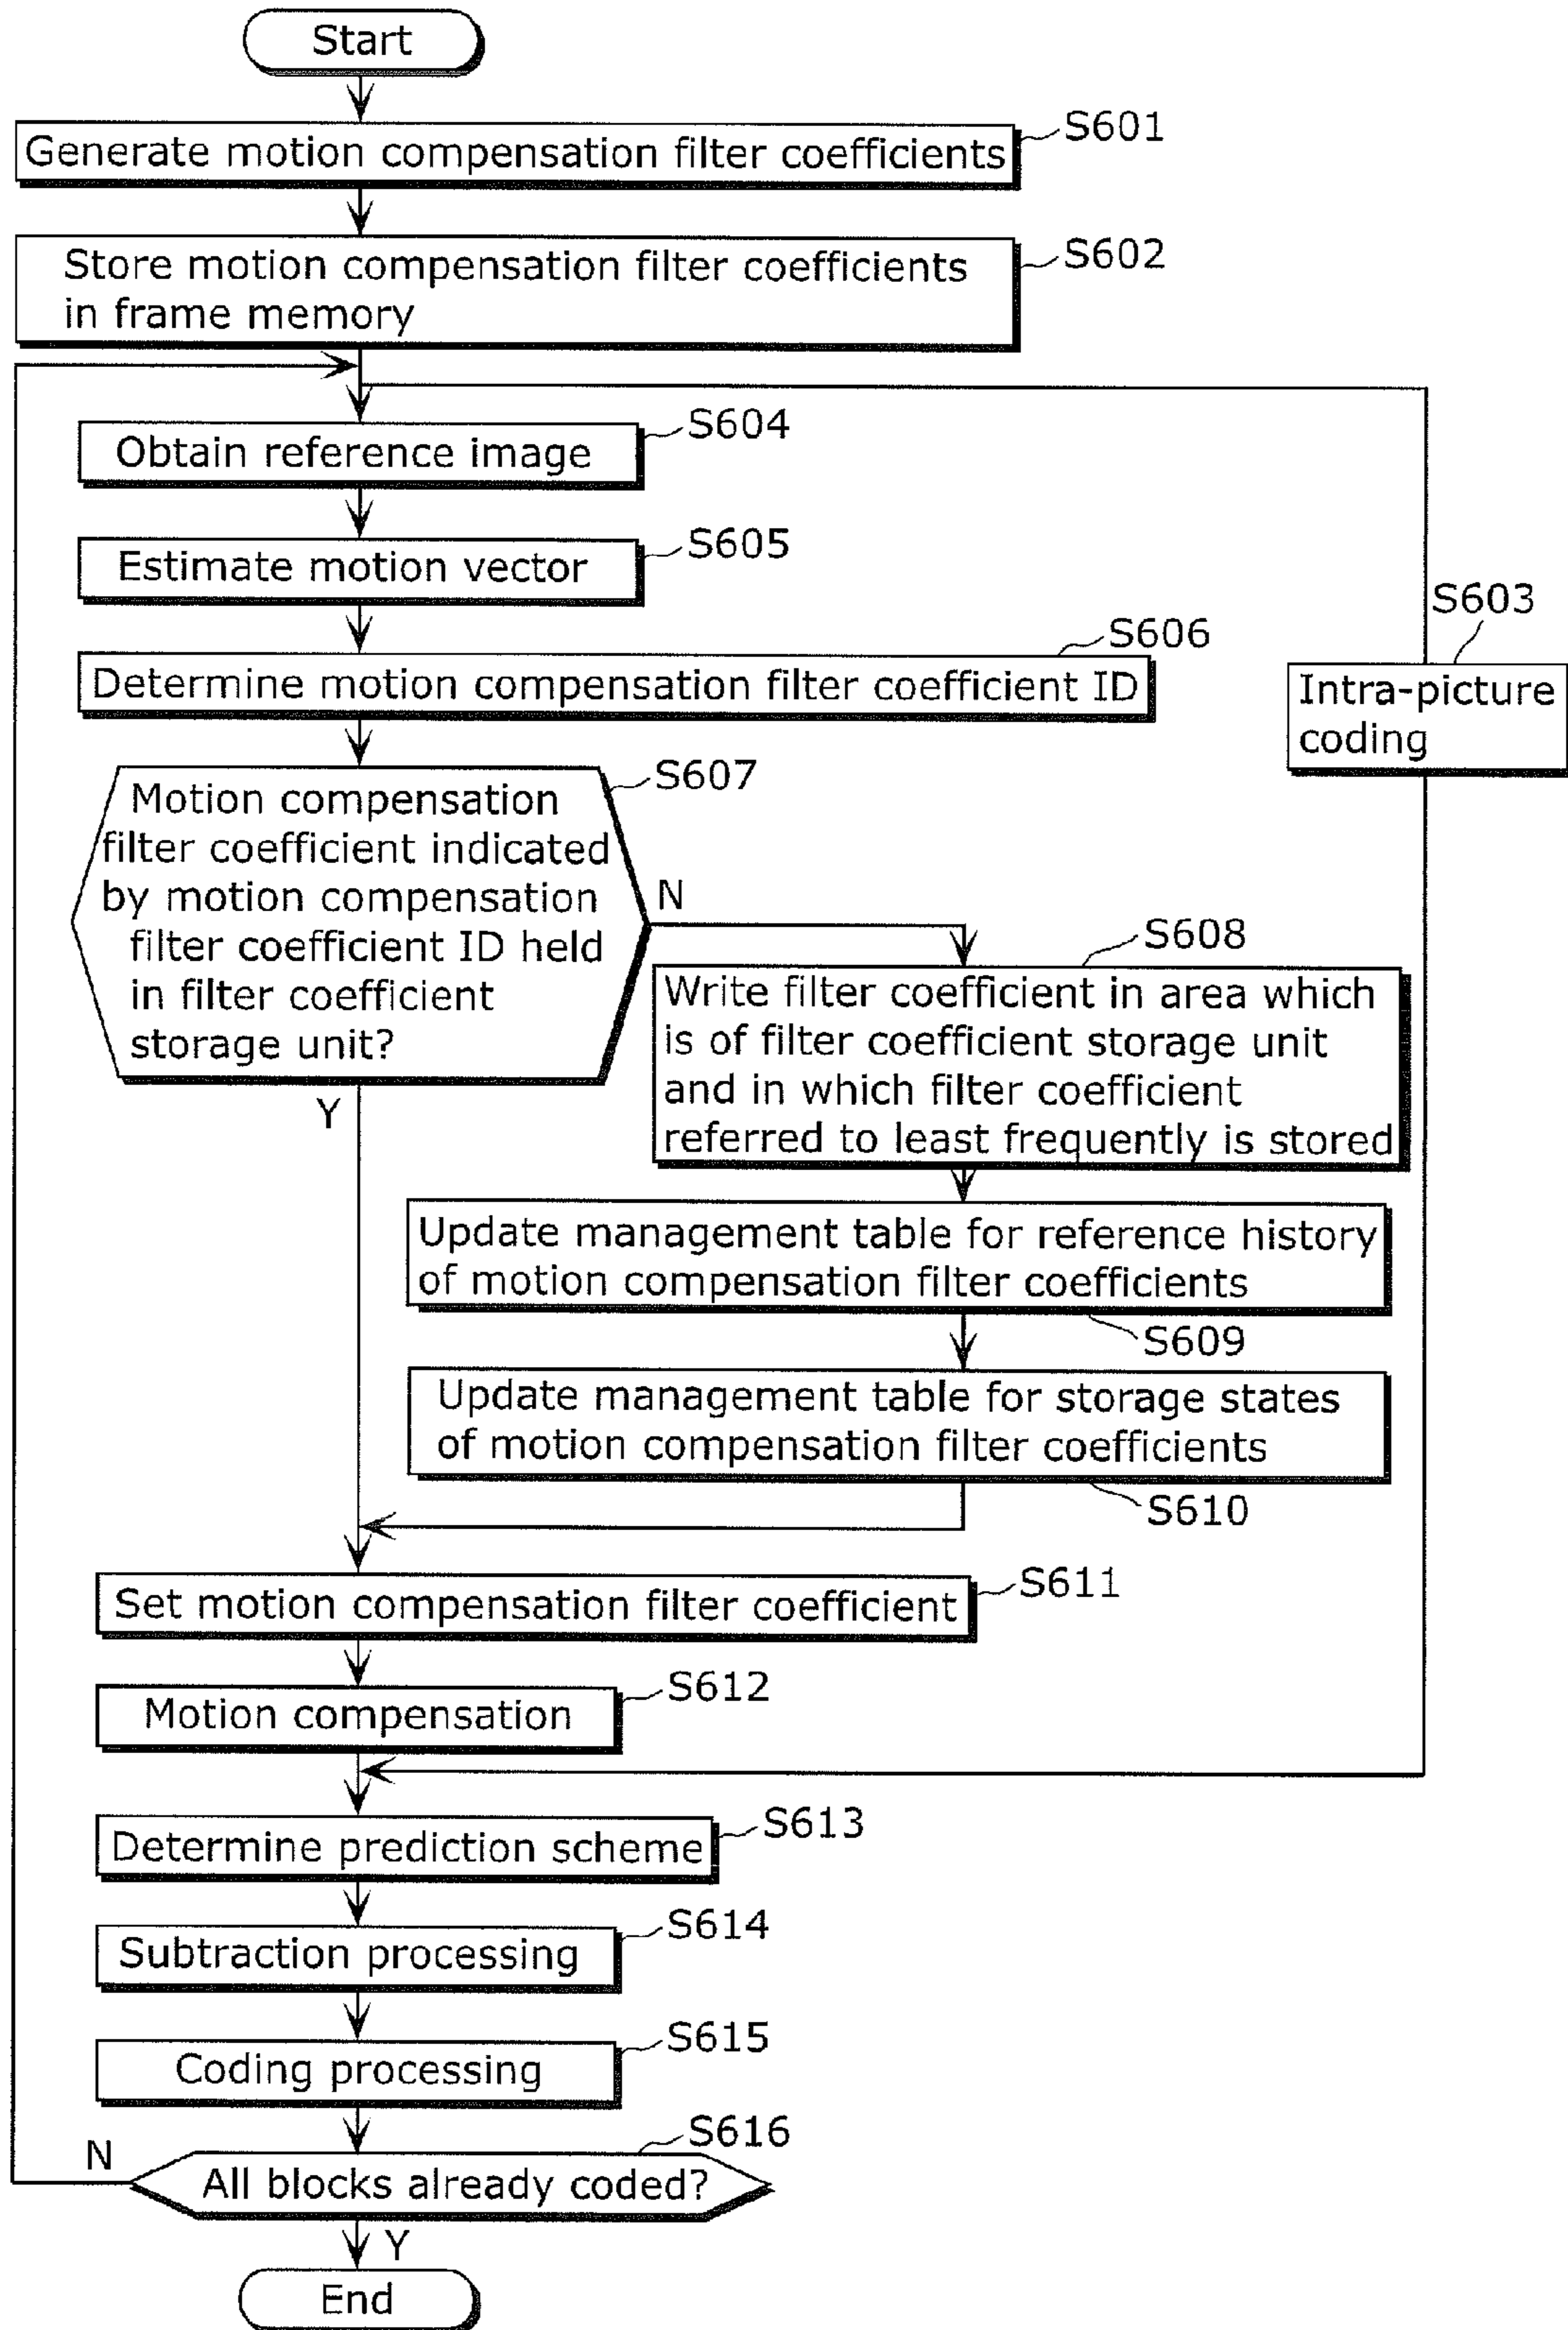 Start
S601
Generate motion compensation filter coefficients
S602
Store motion compensation filter coefficients
in frame memory
S604
Obtain reference image
S605
Estimate motion vector
S603
Intra-picture
coding
S606
Determine motion compensation filter coefficient ID
S607
Motion compensation
filter coefficient indicated
by motion compensation
filter coefficient ID held
in filter coefficient
storage unit?
N
Y
S608
Write filter coefficient in area which
is of filter coefficient storage unit
and in which filter coefficient
referred to least frequently is stored
Update management table for reference history
of motion compensation filter coefficients
S609
Update management table for storage states
of motion compensation filter coefficients
S610
S611
Set motion compensation filter coefficient
S612
Motion compensation
S613
Determine prediction scheme
S614
Subtraction processing
S615
Coding processing
S616
N
All blocks already coded?
Y
End